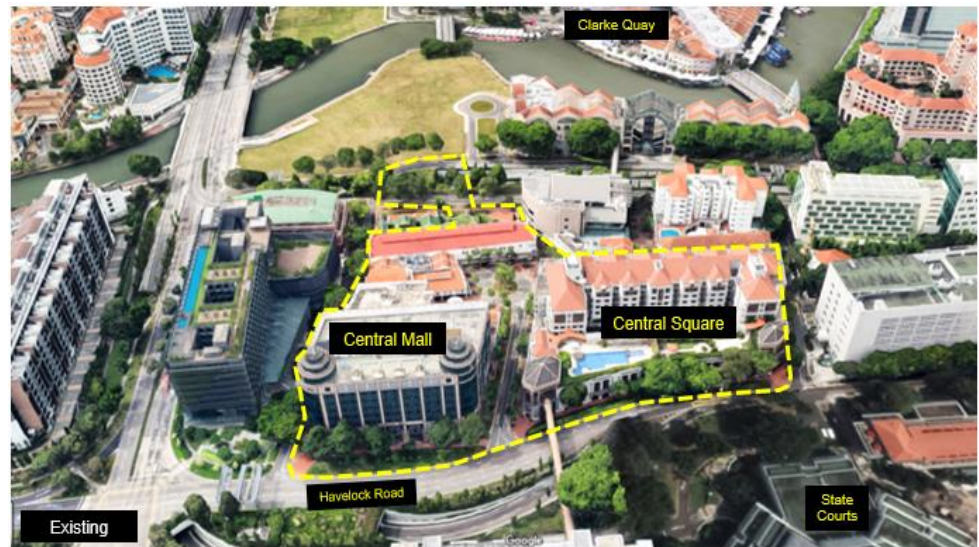 Clarke Quay
Central Mall
Central Square
Havelock Road
State
Courts
Existing
Google